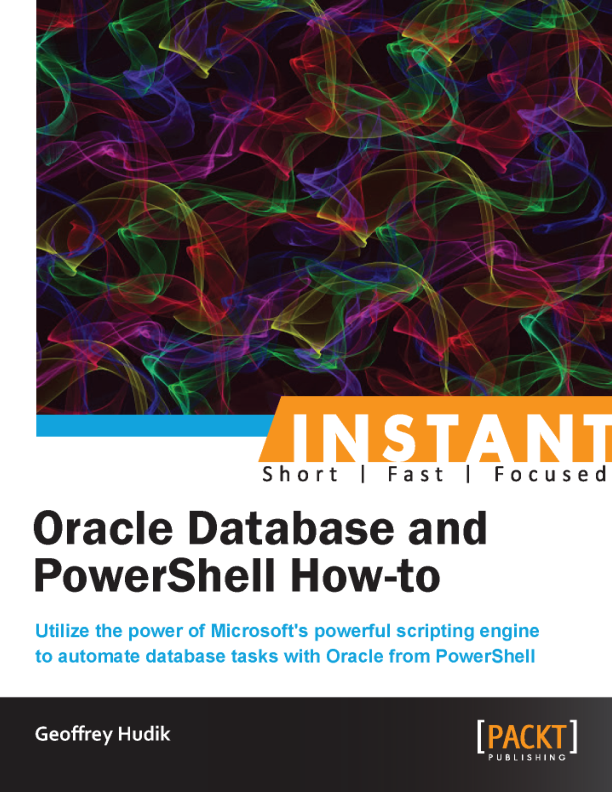 INSTANT
Short | Fast | Focused
Oracle Database and
PowerShell How-to
Utilize the power of Microsoft's powerful scripting engine
to automate database tasks with Oracle from PowerShell
Geoffrey Hudik
[PACKT]
PUBLISHING